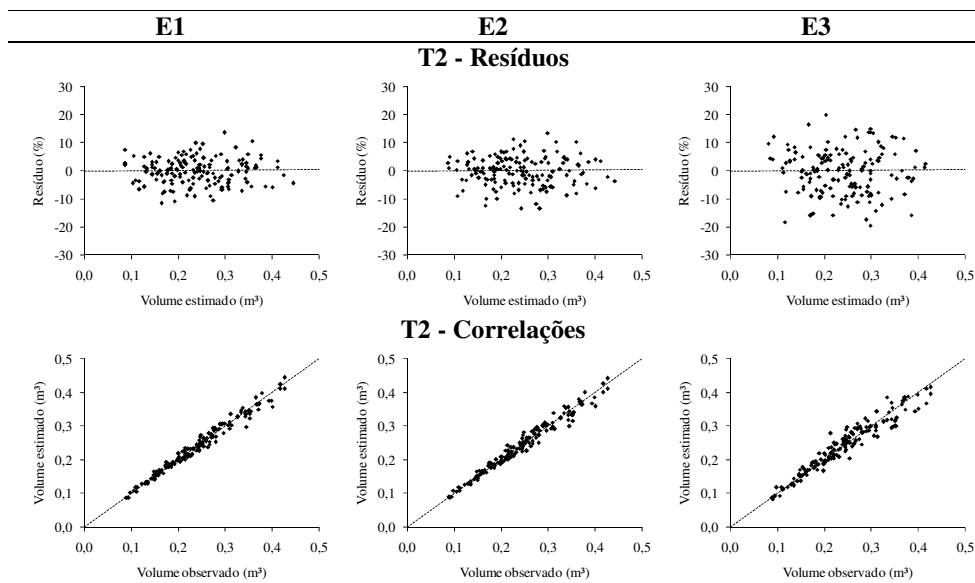 E1 E2 E3
T2 - Resíduos
Resíduo (%)
30
20
10
0
-10
-20
-30
0,0 0,1 0,2 0,3 0,4 0,5
Volume estimado (m³)
Resíduo (%)
30
20
10
0
-10
-20
-30
0,0 0,1 0,2 0,3 0,4 0,5
Volume estimado (m³)
Resíduo (%)
30
20
10
0
-10
-20
-30
0,0 0,1 0,2 0,3 0,4 0,5
Volume estimado (m³)
T2 - Correlações
Volume estimado (m³)
0,5
0,4
0,3
0,2
0,1
0,0
0,0 0,1 0,2 0,3 0,4 0,5
Volume observado (m³)
Volume estimado (m³)
0,5
0,4
0,3
0,2
0,1
0,0
0,0 0,1 0,2 0,3 0,4 0,5
Volume observado (m³)
Volume estimado (m³)
0,5
0,4
0,3
0,2
0,1
0,0
0,0 0,1 0,2 0,3 0,4 0,5
Volume observado (m³)